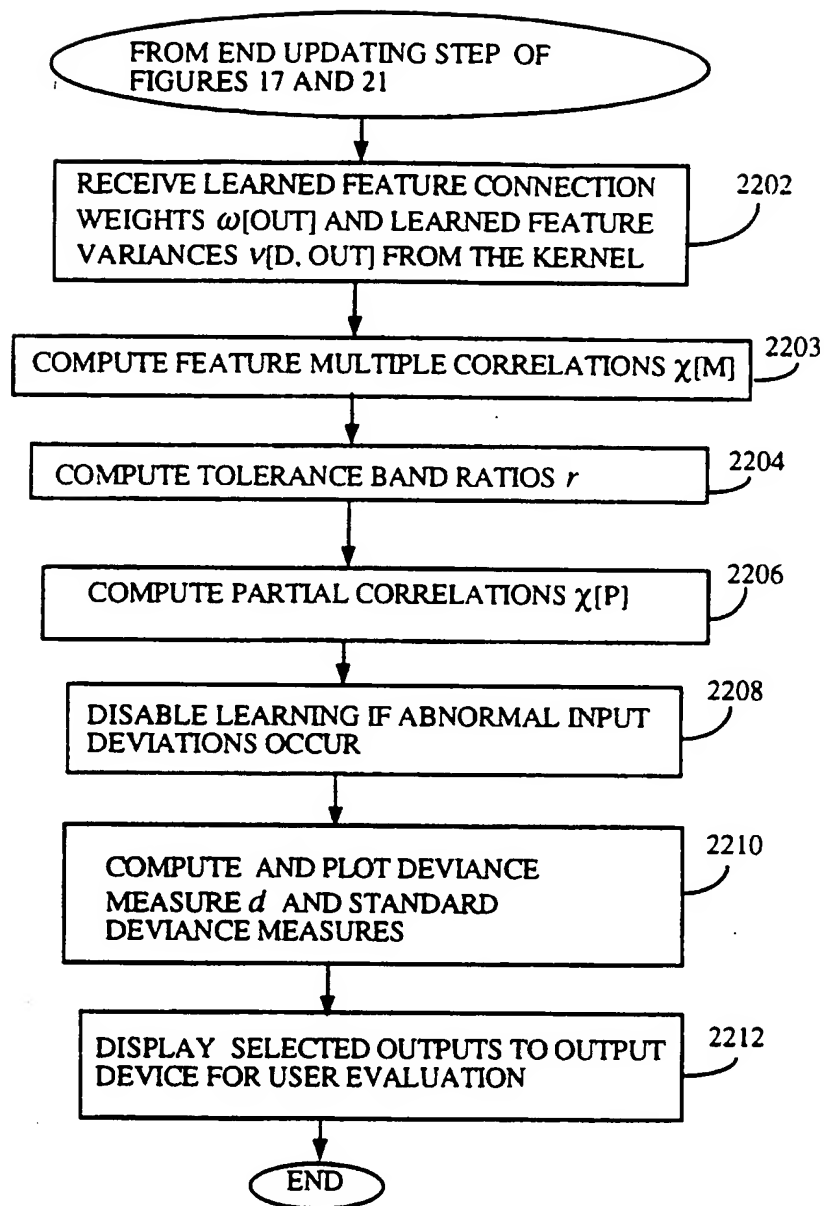 FROM END UPDATING STEP OF
FIGURES 17 AND 21
RECEIVE LEARNED FEATURE CONNECTION
WEIGHTS ω[OUT] AND LEARNED FEATURE
VARIANCES ν[D, OUT] FROM THE KERNEL
2202
COMPUTE FEATURE MULTIPLE CORRELATIONS χ[M]
2203
COMPUTE TOLERANCE BAND RATIOS r
2204
COMPUTE PARTIAL CORRELATIONS χ[P]
2206
DISABLE LEARNING IF ABNORMAL INPUT
DEVIATIONS OCCUR
2208
COMPUTE AND PLOT DEVIANCE
MEASURE d AND STANDARD
DEVIANCE MEASURES
2210
DISPLAY SELECTED OUTPUTS TO OUTPUT
DEVICE FOR USER EVALUATION
2212
END